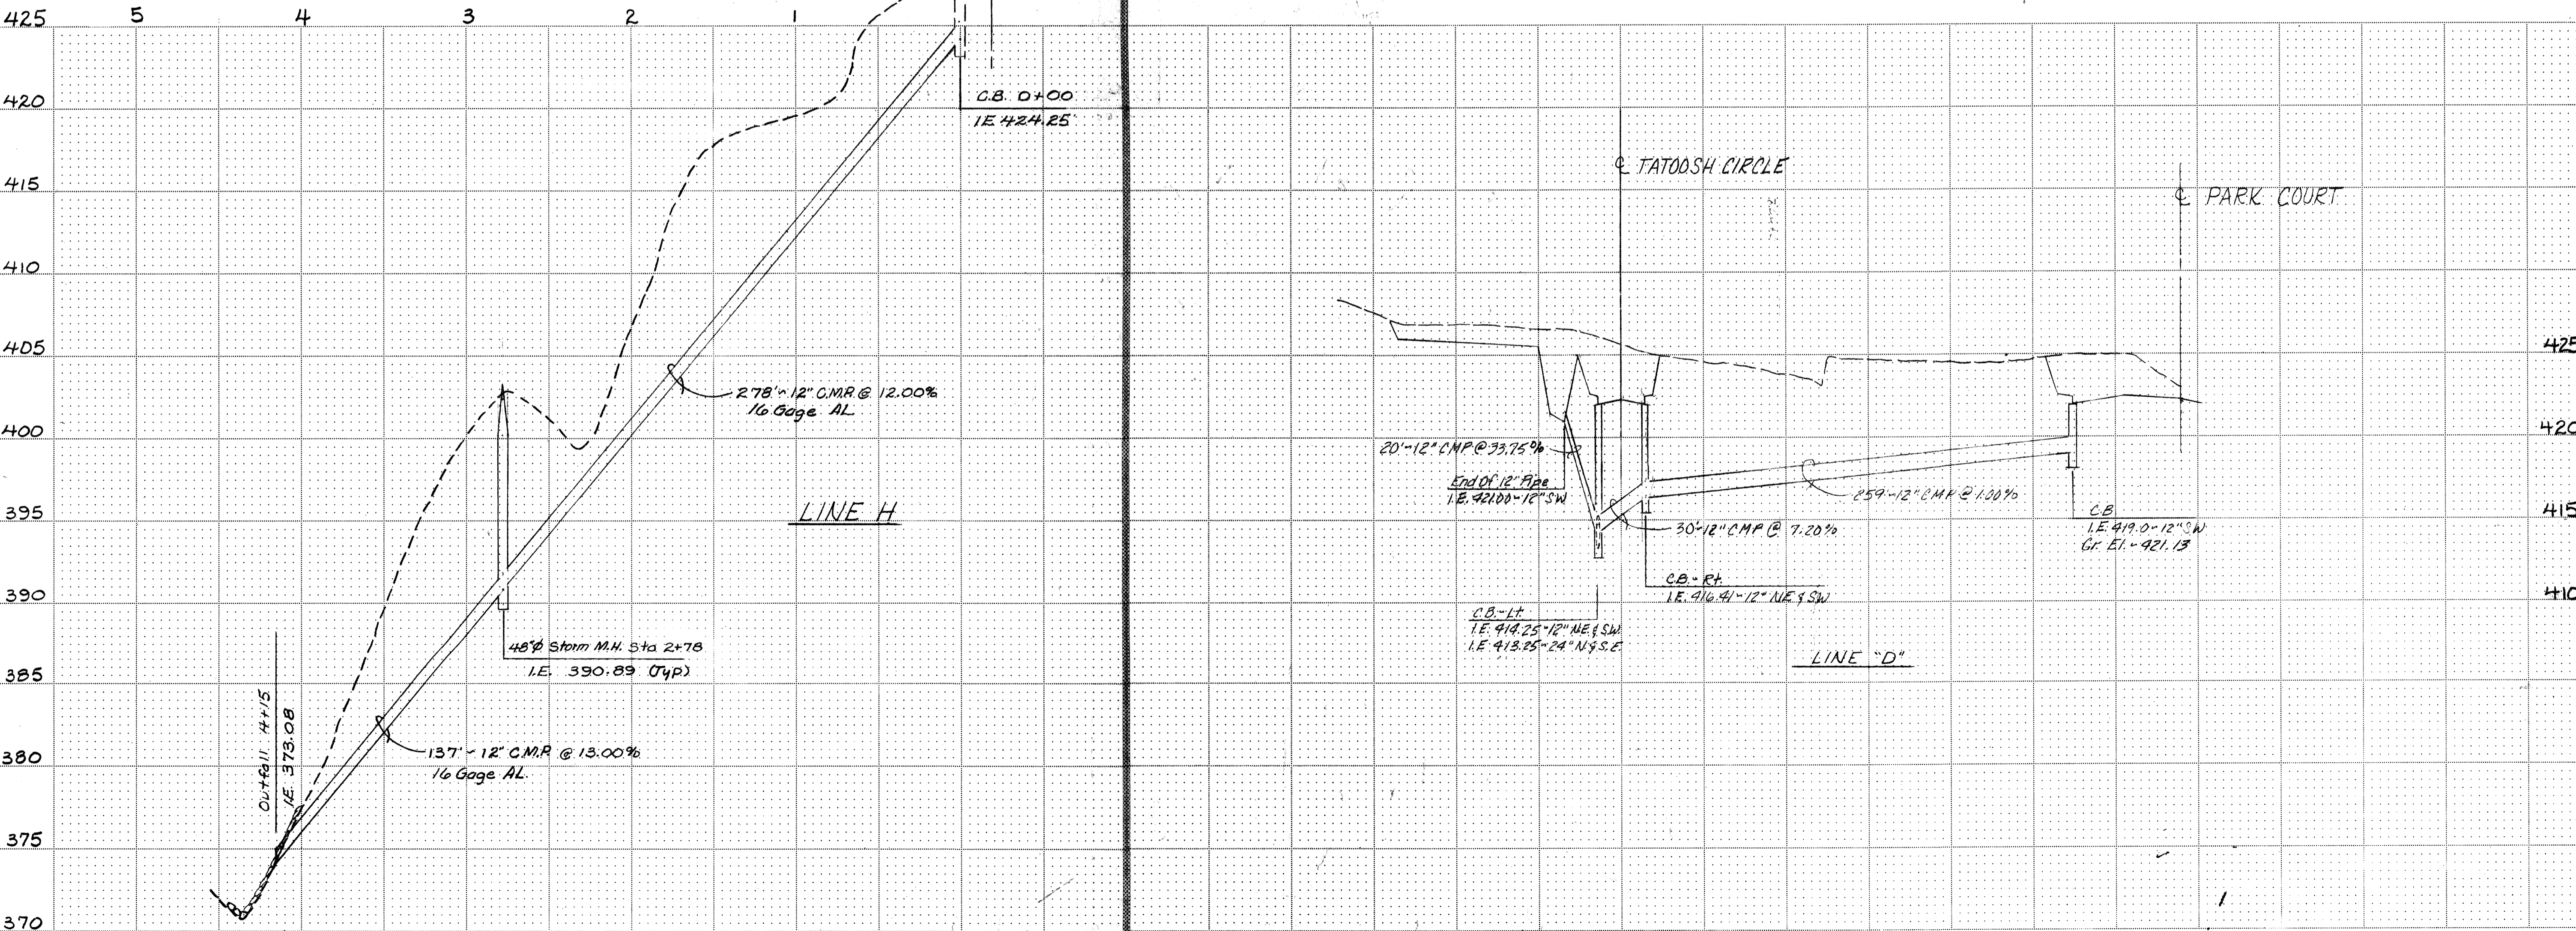 5 4 3 2 1
425
420
415
410
405
400
395
390
385
380
375
370
C.B. 0+00
I.E. 424.25
278'~12" C.M.P. @ 12.00%
16 Gage AL
LINE H
48"φ Storm M.H. Sta 2+78
I.E. 390.89 (Typ)
Outfall 4+15
I.E. 373.08
137'~12" C.M.P. @ 13.00%
16 Gage AL.
℄ TATOOSH CIRCLE
℄ PARK COURT
20'~12" CMP @ 33.75%
End Of 12" Pipe
I.E. 421.00~12" SW
259'~12" C.M.P. @ 1.00%
30'~12" CMP @ 7.20%
C.B.
I.E. 419.0~12" SW
Gr. El.~421.13
C.B.~Rt.
I.E. 416.41~12" NE & SW
C.B.~Lt.
I.E. 414.25~12" N.E. & S.W.
I.E. 413.25~24" N. & S.E.
LINE "D"
425
420
415
410